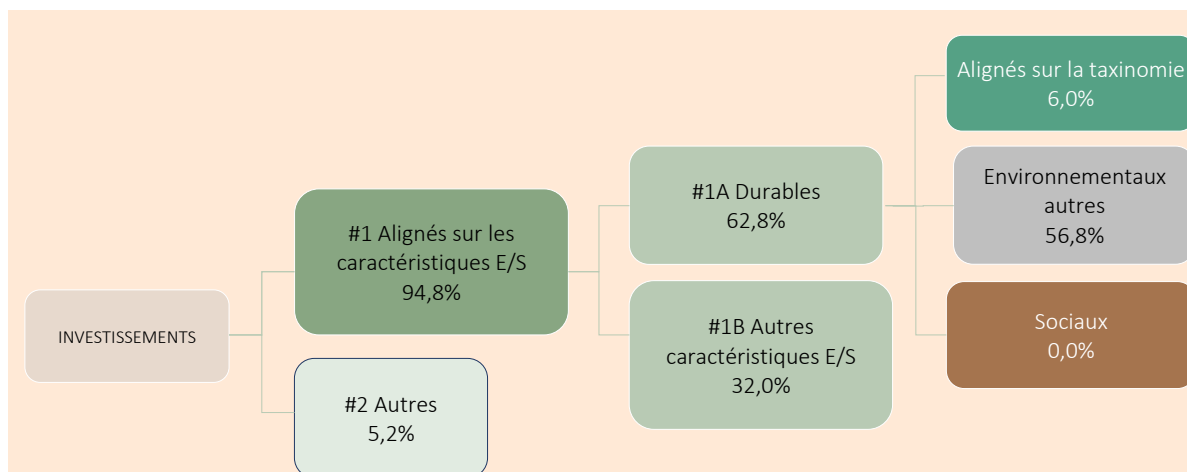 INVESTISSEMENTS
#1 Alignés sur les
caractéristiques E/S
94,8%
#2 Autres
5,2%
#1A Durables
62,8%
#1B Autres
caractéristiques E/S
32,0%
Alignés sur la taxinomie
6,0%
Environnementaux
autres
56,8%
Sociaux
0,0%